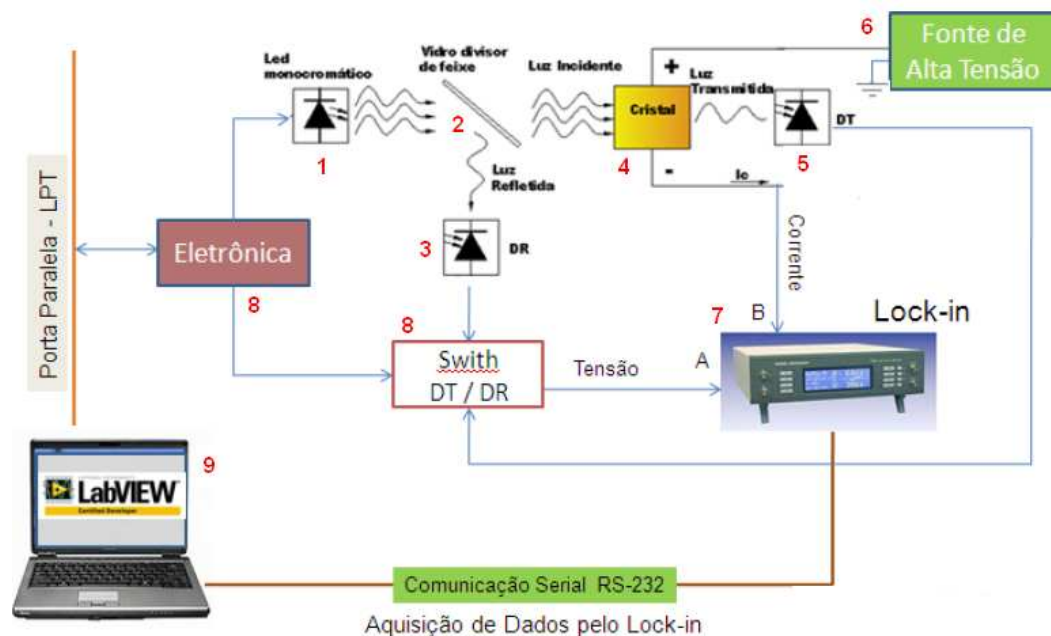 6
Fonte de
Alta Tensão
Led
monocromático
Vidro divisor
de feixe
Luz Incidente
+
Luz
Transmitida
Cristal
DT
1
2
4
5
-
Ic
Luz
Refletida
Porta Paralela - LPT
Eletrônica
3
DR
Corrente
8
8
7
B
Lock-in
Swith
DT / DR
Tensão
A
9
LabVIEW
Certified Developer
Comunicação Serial RS-232
Aquisição de Dados pelo Lock-in